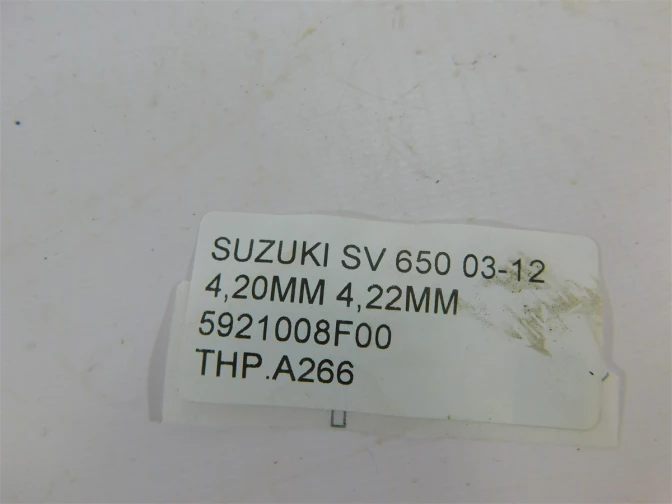 SUZUKI SV 650 03-12
4,20MM 4,22MM
5921008F00
THP.A266